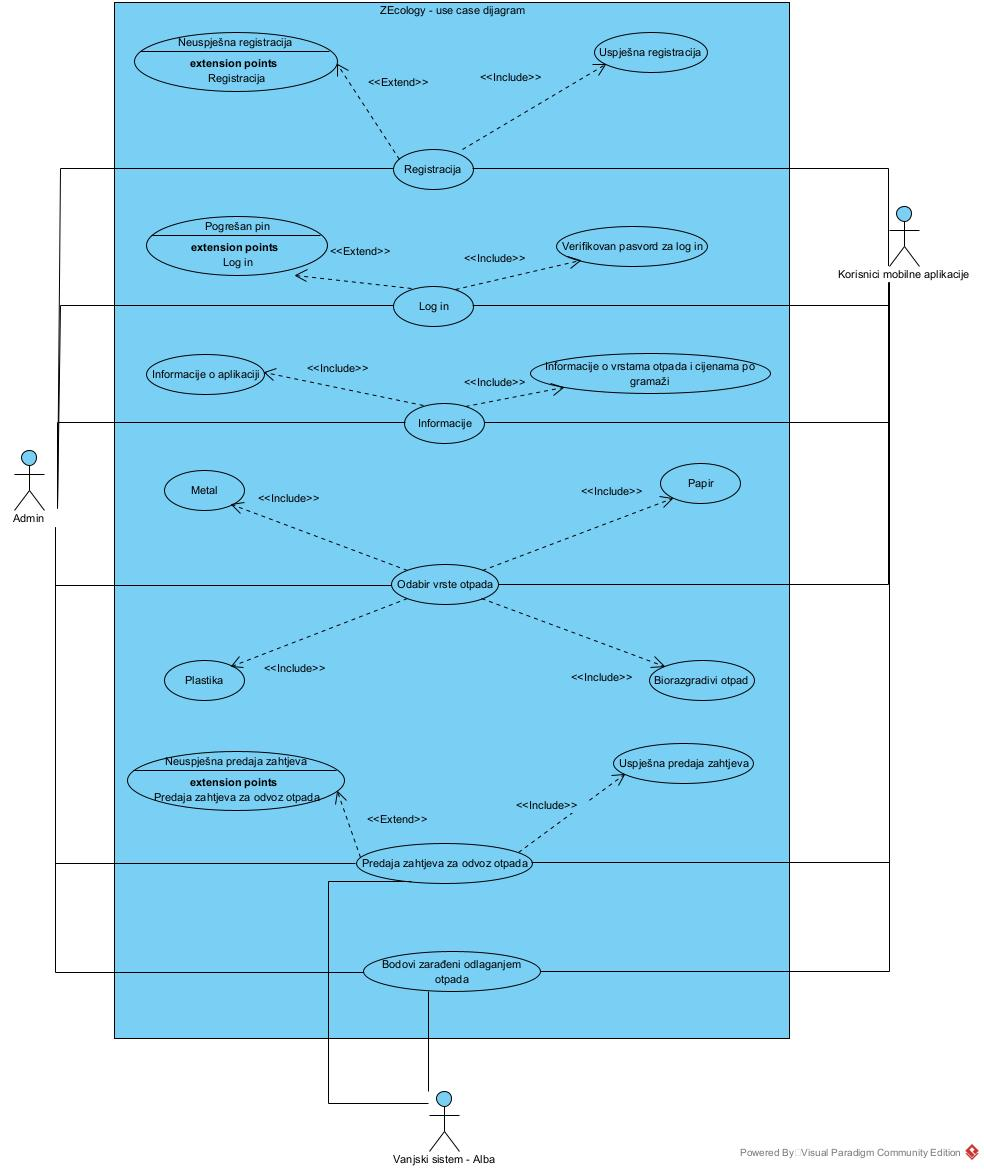 ZEcology - use case dijagram
Neuspješna registracija
extension points
Registracija
<<Extend>>
<<Include>>
Uspješna registracija
Registracija
Pogrešan pin
extension points
Log in
<<Extend>>
<<Include>>
Verifikovan pasvord za log in
Log in
Korisnici mobilne aplikacije
Informacije o aplikaciji
<<Include>>
<<Include>>
Informacije o vrstama otpada i cijenama po
gramaži
Informacije
Admin
Metal
<<Include>>
<<Include>>
Papir
Odabir vrste otpada
Plastika
<<Include>>
<<Include>>
Biorazgradivi otpad
Neuspješna predaja zahtjeva
extension points
Predaja zahtjeva za odvoz otpada
<<Extend>>
<<Include>>
Uspješna predaja zahtjeva
Predaja zahtjeva za odvoz otpada
Bodovi zarađeni odlaganjem
otpada
Vanjski sistem - Alba
Powered By Visual Paradigm Community Edition